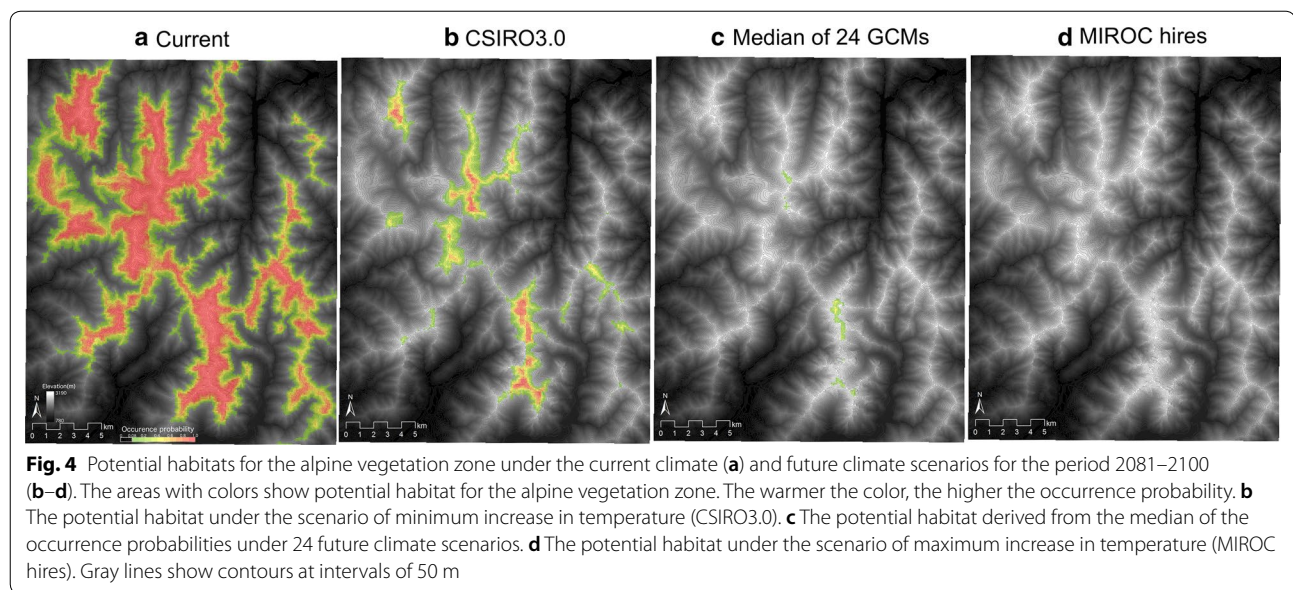 a Current
b CSIRO3.0
c Median of 24 GCMs
d MIROC hires
Elevation(m)
3190
N
0 1 2 3 4 5 km
Occurence probability
N
0 1 2 3 4 5 km
N
0 1 2 3 4 5 km
N
0 1 2 3 4 5 km
Fig. 4 Potential habitats for the alpine vegetation zone under the current climate (a) and future climate scenarios for the period 2081–2100
(b–d). The areas with colors show potential habitat for the alpine vegetation zone. The warmer the color, the higher the occurrence probability. b
The potential habitat under the scenario of minimum increase in temperature (CSIRO3.0). c The potential habitat derived from the median of the
occurrence probabilities under 24 future climate scenarios. d The potential habitat under the scenario of maximum increase in temperature (MIROC
hires). Gray lines show contours at intervals of 50 m